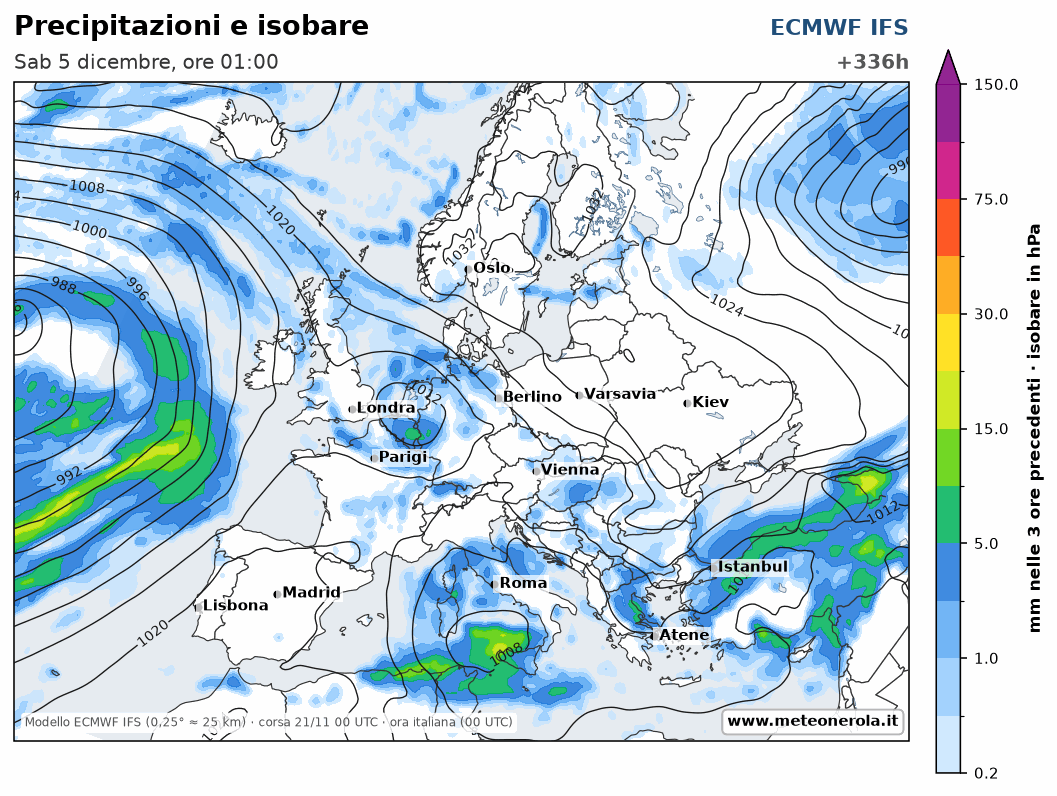 Precipitazioni e isobare
ECMWF IFS
Sab 5 dicembre, ore 01:00
+336h
150.0
75.0
30.0
15.0
5.0
1.0
0.2
mm nelle 3 ore precedenti · isobare in hPa
1008
1000
988
996
992
1020
1020
1032
1032
1024
1012
1012
1008
Oslo
Londra
Berlino
Varsavia
Kiev
Parigi
Vienna
Istanbul
Roma
Madrid
Lisbona
Atene
Modello ECMWF IFS (0,25° ≈ 25 km) · corsa 21/11 00 UTC · ora italiana (00 UTC)
www.meteonerola.it